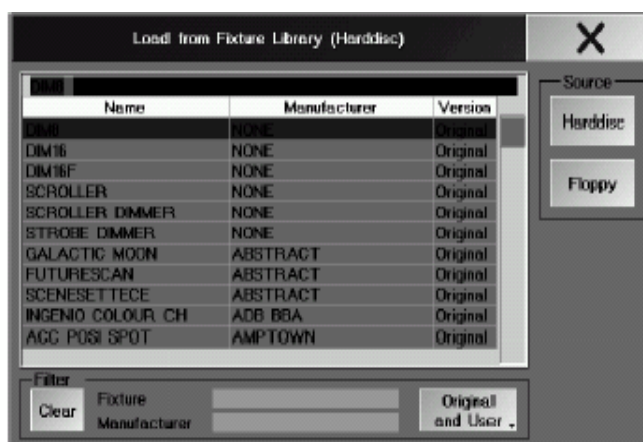 Load from Fixture Library (Harddisc)
X
DIM8
Name Manufacturer Version
DIM8 NONE Original
DIM16 NONE Original
DIM16F NONE Original
SCROLLER NONE Original
SCROLLER DIMMER NONE Original
STROBE DIMMER NONE Original
GALACTIC MOON ABSTRACT Original
FUTURESCAN ABSTRACT Original
SCENESETTECE ABSTRACT Original
INGENIO COLOUR CH ADB BBA Original
ACC POSI SPOT AMPTOWN Original
Source
Harddisc
Floppy
Filter
Clear
Fixture
Manufacturer
Original
and User